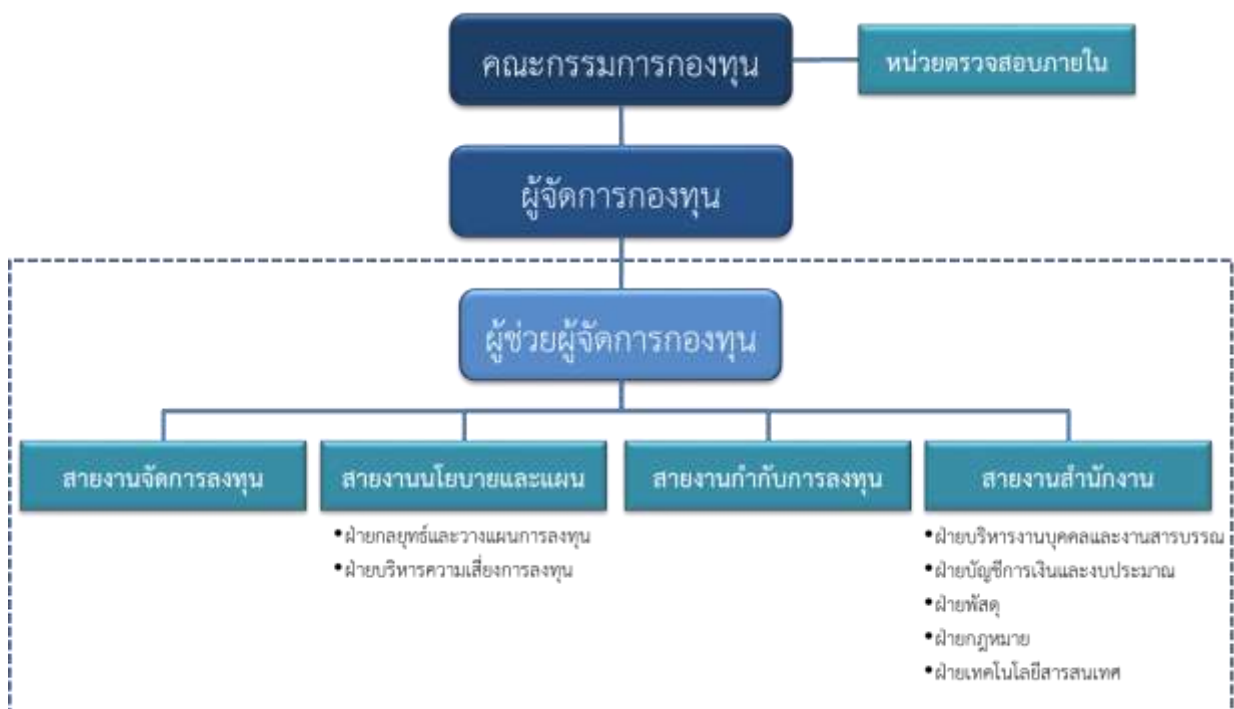 คณะกรรมการกองทุน
หน่วยตรวจสอบภายใน
ผู้จัดการกองทุน
ผู้ช่วยผู้จัดการกองทุน
สายงานจัดการลงทุน
สายงานนโยบายและแผน
•ฝ่ายกลยุทธ์และวางแผนการลงทุน
•ฝ่ายบริหารความเสี่ยงการลงทุน
สายงานกำกับการลงทุน
สายงานสำนักงาน
•ฝ่ายบริหารงานบุคคลและงานสารบรรณ
•ฝ่ายบัญชีการเงินและงบประมาณ
•ฝ่ายพัสดุ
•ฝ่ายกฎหมาย
•ฝ่ายเทคโนโลยีสารสนเทศ